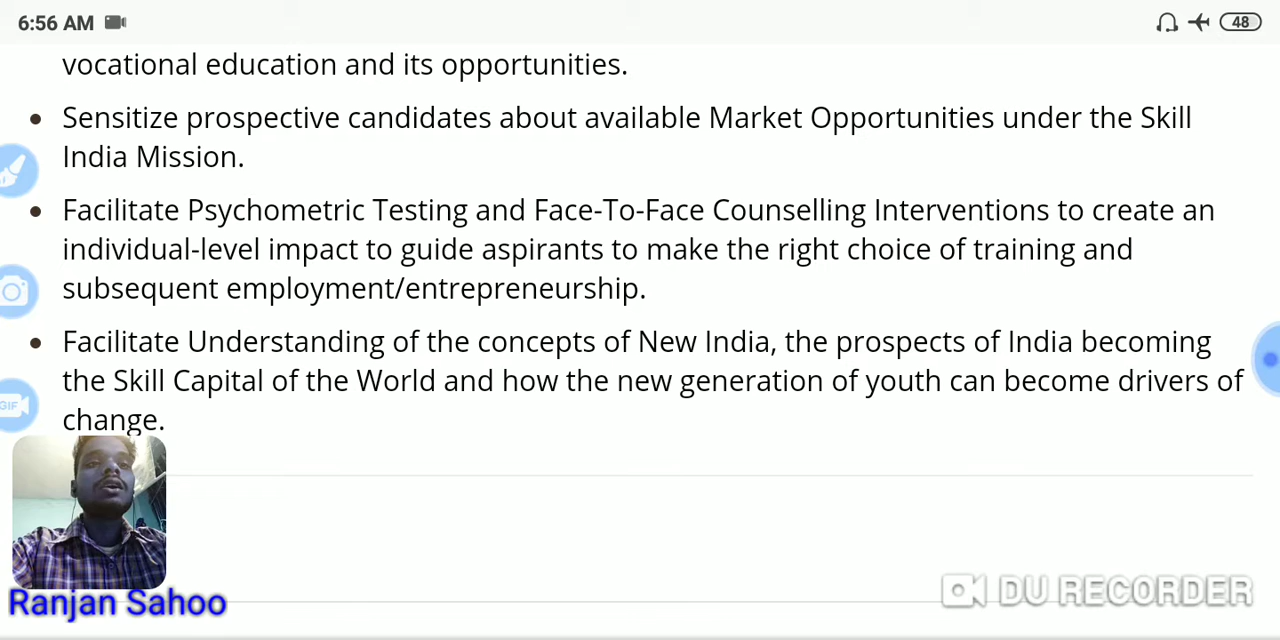 6:56 AM
48
vocational education and its opportunities.
Sensitize prospective candidates about available Market Opportunities under the Skill
India Mission.
Facilitate Psychometric Testing and Face-To-Face Counselling Interventions to create an
individual-level impact to guide aspirants to make the right choice of training and
subsequent employment/entrepreneurship.
Facilitate Understanding of the concepts of New India, the prospects of India becoming
the Skill Capital of the World and how the new generation of youth can become drivers of
GIF
change.
Ranjan Sahoo
DU RECORDER